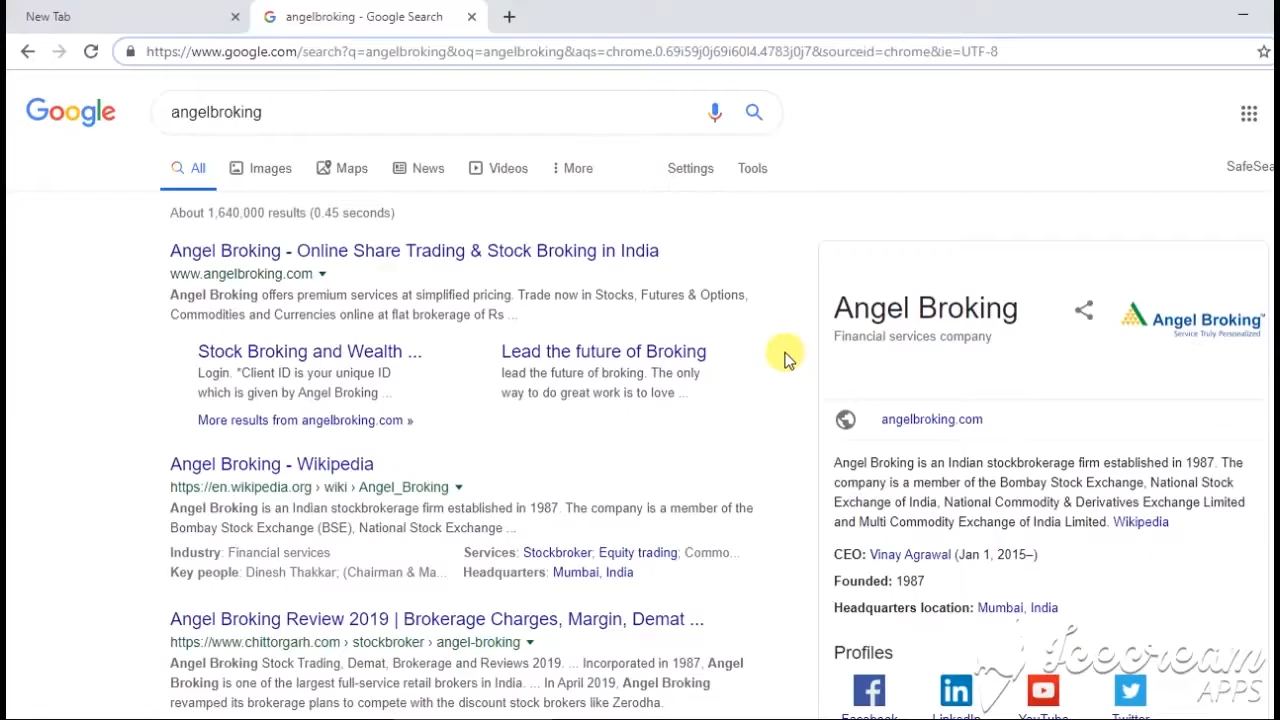 New Tab
angelbroking - Google Search
https://www.google.com/search?q=angelbroking&oq=angelbroking&aqs=chrome.0.69i59j0j69i60l4.4783j0j7&sourceid=chrome&ie=UTF-8
Google
angelbroking
All
Images
Maps
News
Videos
More
Settings
Tools
SafeSea
About 1,640,000 results (0.45 seconds)
Angel Broking - Online Share Trading & Stock Broking in India
www.angelbroking.com
Angel Broking offers premium services at simplified pricing. Trade now in Stocks, Futures & Options,
Commodities and Currencies online at flat brokerage of Rs ...
Stock Broking and Wealth ...
Login. *Client ID is your unique ID
which is given by Angel Broking ...
Lead the future of Broking
lead the future of broking. The only
way to do great work is to love ...
More results from angelbroking.com »
Angel Broking - Wikipedia
https://en.wikipedia.org › wiki › Angel_Broking
Angel Broking is an Indian stockbrokerage firm established in 1987. The company is a member of the
Bombay Stock Exchange (BSE), National Stock Exchange ...
Industry: Financial services
Services: Stockbroker; Equity trading; Commo...
Key people: Dinesh Thakkar; (Chairman & Ma...
Headquarters: Mumbai, India
Angel Broking Review 2019 | Brokerage Charges, Margin, Demat ...
https://www.chittorgarh.com › stockbroker › angel-broking
Angel Broking Stock Trading, Demat, Brokerage and Reviews 2019. ... Incorporated in 1987, Angel
Broking is one of the largest full-service retail brokers in India. ... In April 2019, Angel Broking
revamped its brokerage plans to compete with the discount stock brokers like Zerodha.
Angel Broking
Financial services company
Angel Broking™
Service Truly Personalized
angelbroking.com
Angel Broking is an Indian stockbrokerage firm established in 1987. The
company is a member of the Bombay Stock Exchange, National Stock
Exchange of India, National Commodity & Derivatives Exchange Limited
and Multi Commodity Exchange of India Limited. Wikipedia
CEO: Vinay Agrawal (Jan 1, 2015–)
Founded: 1987
Headquarters location: Mumbai, India
Profiles
Facebook
LinkedIn
YouTube
Twitter
Icecream
APPS